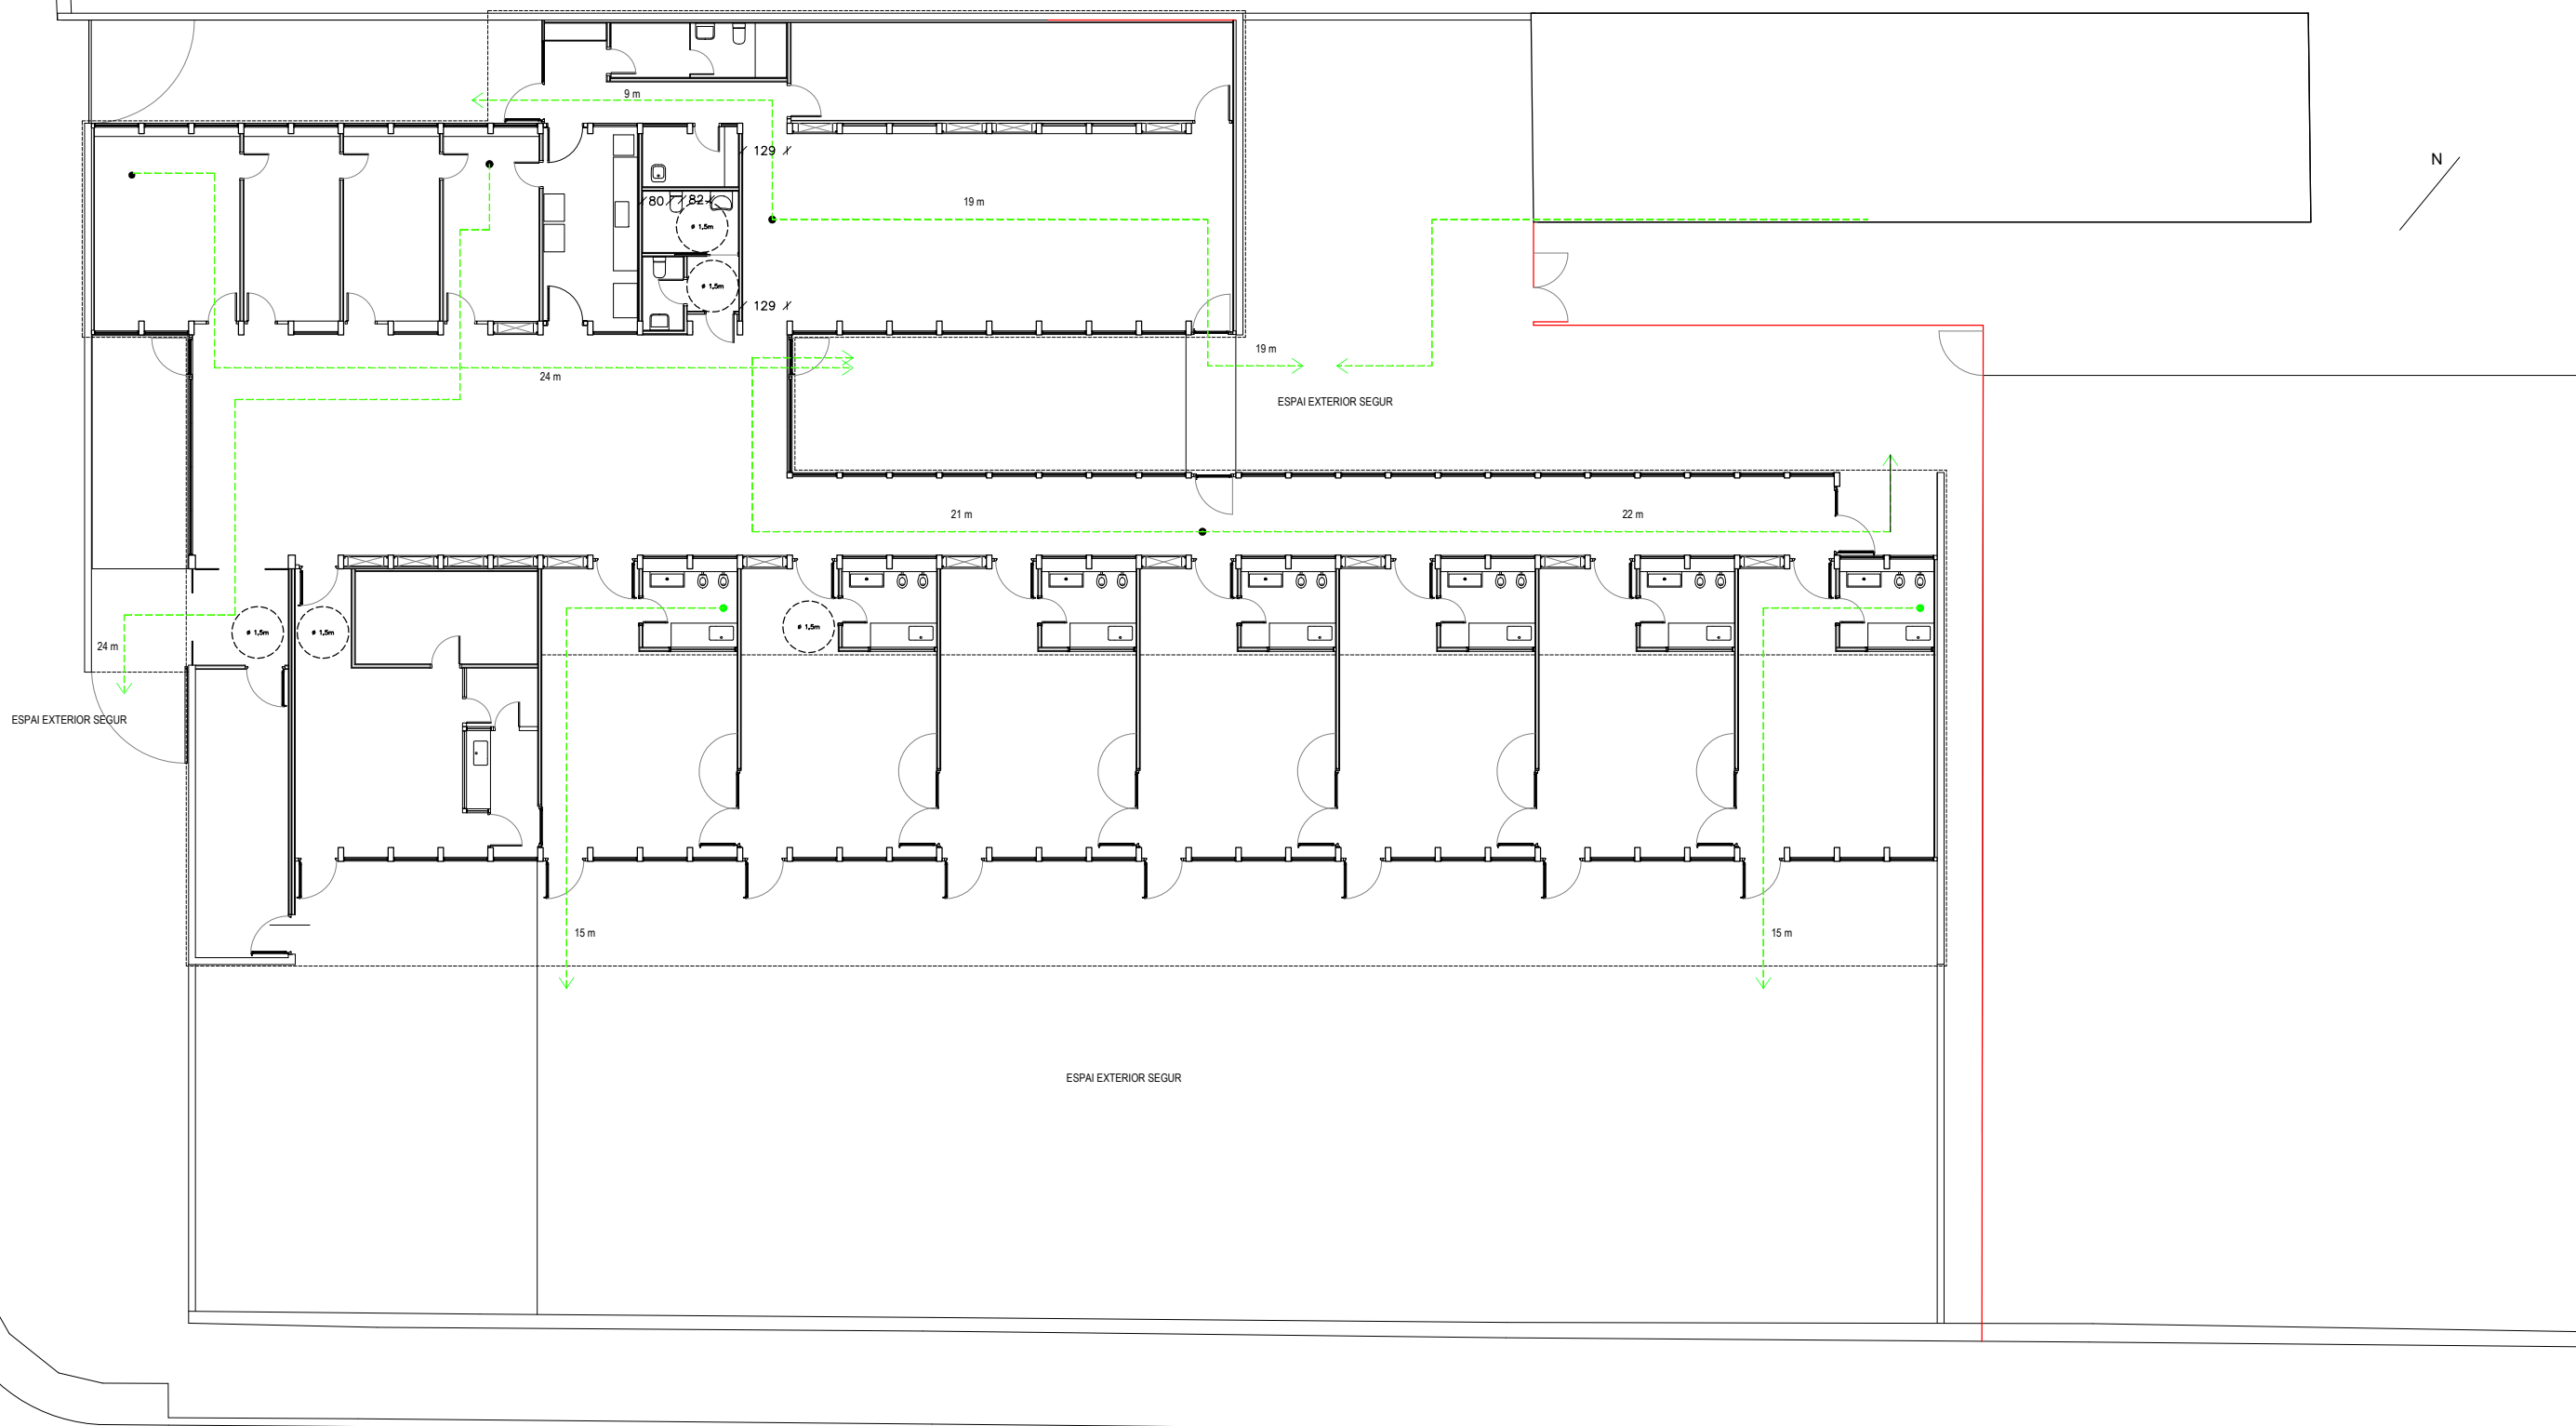 9 m
129
N
80
82
19 m
ø 1,5m
ø 1,5m
129
19 m
24 m
ESPAI EXTERIOR SEGUR
21 m
22 m
ø 1,5m
ø 1,5m
ø 1,5m
24 m
ESPAI EXTERIOR SEGUR
15 m
15 m
ESPAI EXTERIOR SEGUR